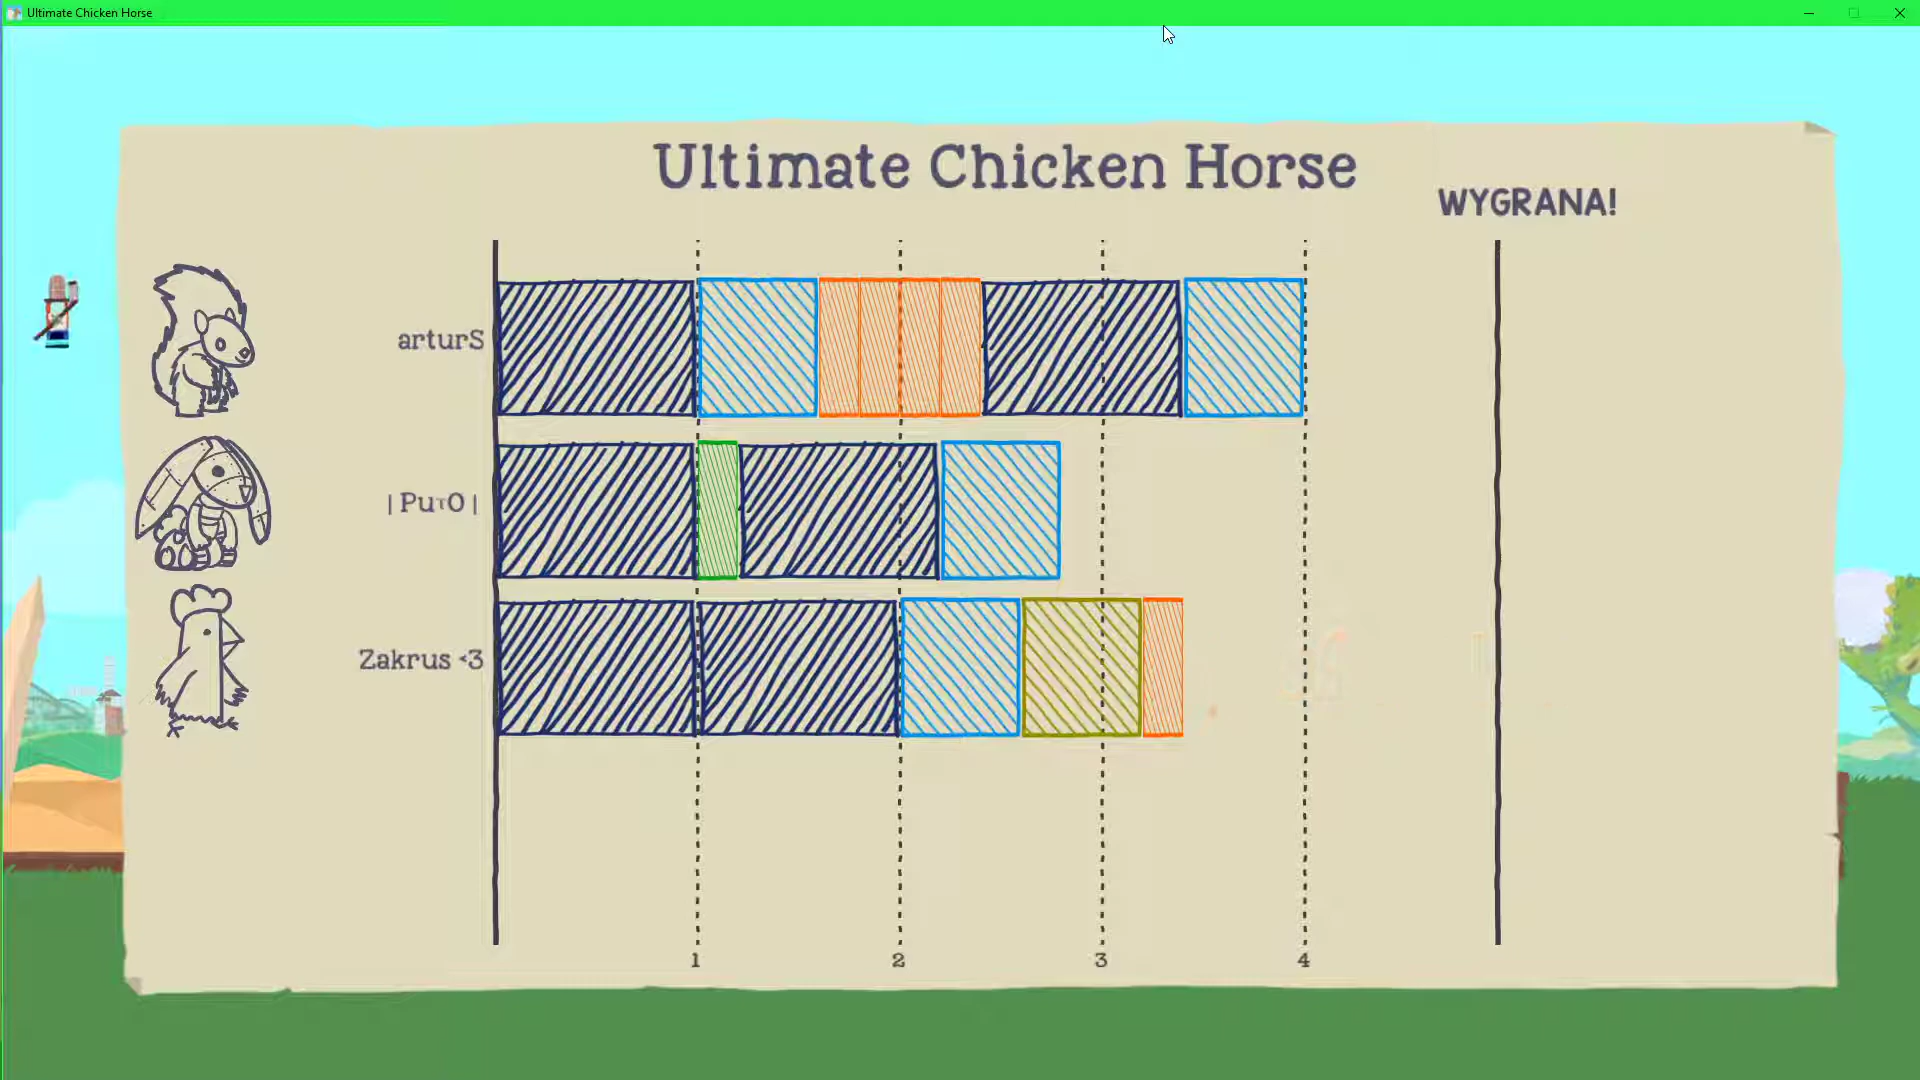 Ultimate Chicken Horse
Ultimate Chicken Horse
WYGRANA!
arturS
| PuтO |
Zakrus <3
1 2 3 4